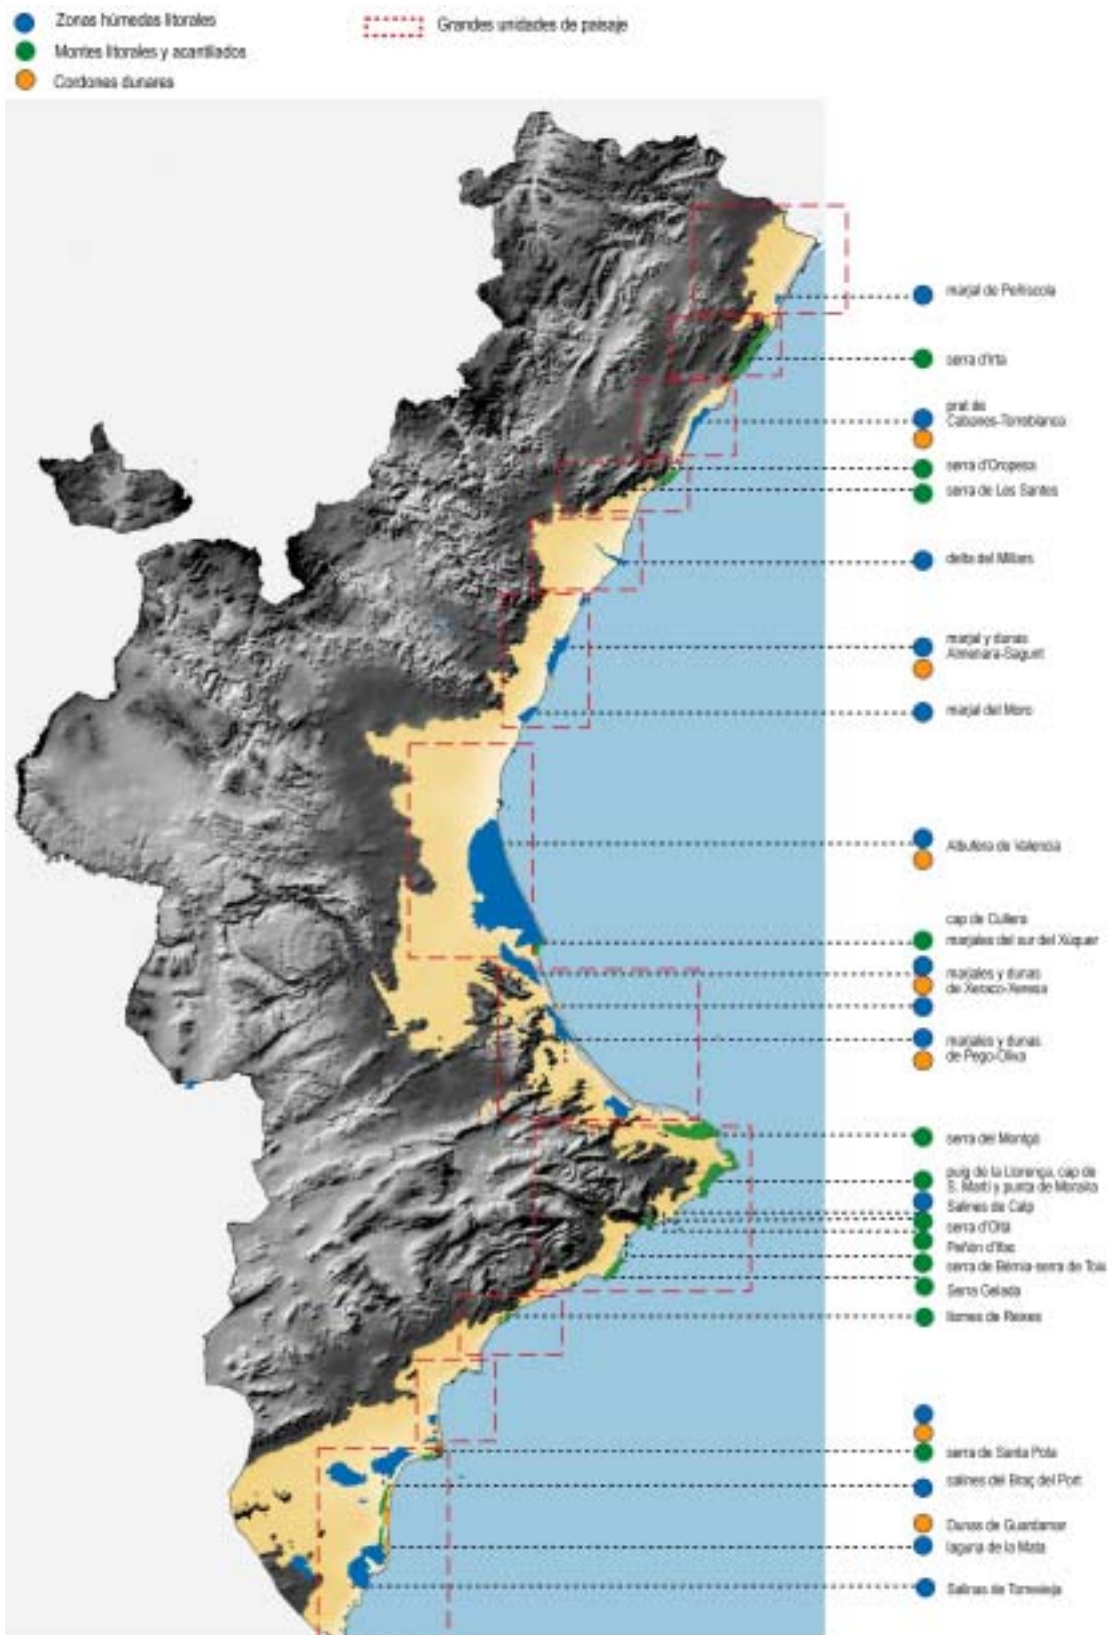 Zonas húmedas litorales
Montes litorales y acantilados
Cordones dunares
Grandes unidades de paisaje
marjal de Peñíscola
serra d'Irta
prat de
Cabanes-Torreblanca
serra d'Oropesa
serra de Les Santes
delta del Millars
marjal y dunas
Almenara-Sagunt
marjal del Moro
Albufera de Valencia
cap de Cullera
marjales del sur del Xúquer
marjales y dunas
de Xeraco-Xeresa
marjales y dunas
de Pego-Oliva
serra del Montgó
puig de la Llorença, cap de
S. Martí y punta de Moraira
Salines de Calp
serra d'Oltà
Peñón d'Ifac
serra de Bèrnia-serra de Toix
Serra Gelada
llomes de Reixes
serra de Santa Pola
salines del Braç del Port
Dunas de Guardamar
laguna de la Mata
Salinas de Torrevieja